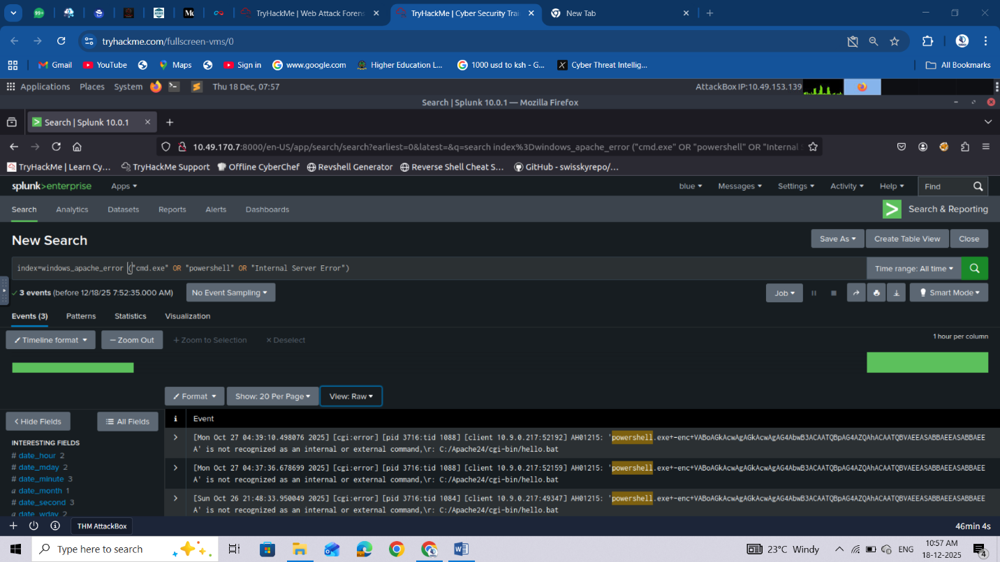 99+
TryHackMe | Web Attack Forens
TryHackMe | Cyber Security Trai
New Tab
tryhackme.com/fullscreen-vms/0
Gmail YouTube Maps Sign in www.google.com Higher Education L... 1000 usd to ksh - G... Cyber Threat Intellig... All Bookmarks
Applications Places System Thu 18 Dec, 07:57 AttackBox IP:10.49.153.139
Search | Splunk 10.0.1 — Mozilla Firefox
Search | Splunk 10.0.1
10.49.170.7:8000/en-US/app/search/search?earliest=0&latest=&q=search index%3Dwindows_apache_error ("cmd.exe" OR "powershell" OR "Internal
TryHackMe | Learn Cy... TryHackMe Support Offline CyberChef Revshell Generator Reverse Shell Cheat S... GitHub - swisskyrepo/...
splunk>enterprise Apps blue Messages Settings Activity Help Find
Search Analytics Datasets Reports Alerts Dashboards Search & Reporting
New Search Save As Create Table View Close
index=windows_apache_error ("cmd.exe" OR "powershell" OR "Internal Server Error") Time range: All time
3 events (before 12/18/25 7:52:35.000 AM) No Event Sampling Job Smart Mode
Events (3) Patterns Statistics Visualization
Timeline format — Zoom Out + Zoom to Selection × Deselect 1 hour per column
Format Show: 20 Per Page View: Raw
< Hide Fields All Fields i Event
INTERESTING FIELDS
# date_hour 2
# date_mday 2
# date_minute 3
a date_month 1
# date_second 3
a date_wday 2
[Mon Oct 27 04:39:10.498076 2025] [cgi:error] [pid 3716:tid 1088] [client 10.9.0.217:52192] AH01215: 'powershell.exe+-enc+VABoAGkAcwAgAGkAcwAgAG4AbwB3ACAATQBpAG4AZQAhACAATQBVAEEASABBAEEASABBAEE
A' is not recognized as an internal or external command,\r: C:/Apache24/cgi-bin/hello.bat
[Mon Oct 27 04:37:36.678699 2025] [cgi:error] [pid 3716:tid 1088] [client 10.9.0.217:52159] AH01215: 'powershell.exe+-enc+VABoAGkAcwAgAGkAcwAgAG4AbwB3ACAATQBpAG4AZQAhACAATQBVAEEASABBAEEASABBAEE
A' is not recognized as an internal or external command,\r: C:/Apache24/cgi-bin/hello.bat
[Sun Oct 26 21:48:33.950049 2025] [cgi:error] [pid 3716:tid 1084] [client 10.9.0.217:49347] AH01215: 'powershell.exe+-enc+VABoAGkAcwAgAGkAcwAgAG4AbwB3ACAATQBpAG4AZQAhACAATQBVAEEASABBAEEASABBAEE
A' is not recognized as an internal or external command,\r: C:/Apache24/cgi-bin/hello.bat
THM AttackBox 46min 4s
Type here to search 23°C Windy ENG 10:57 AM
18-12-2025 4